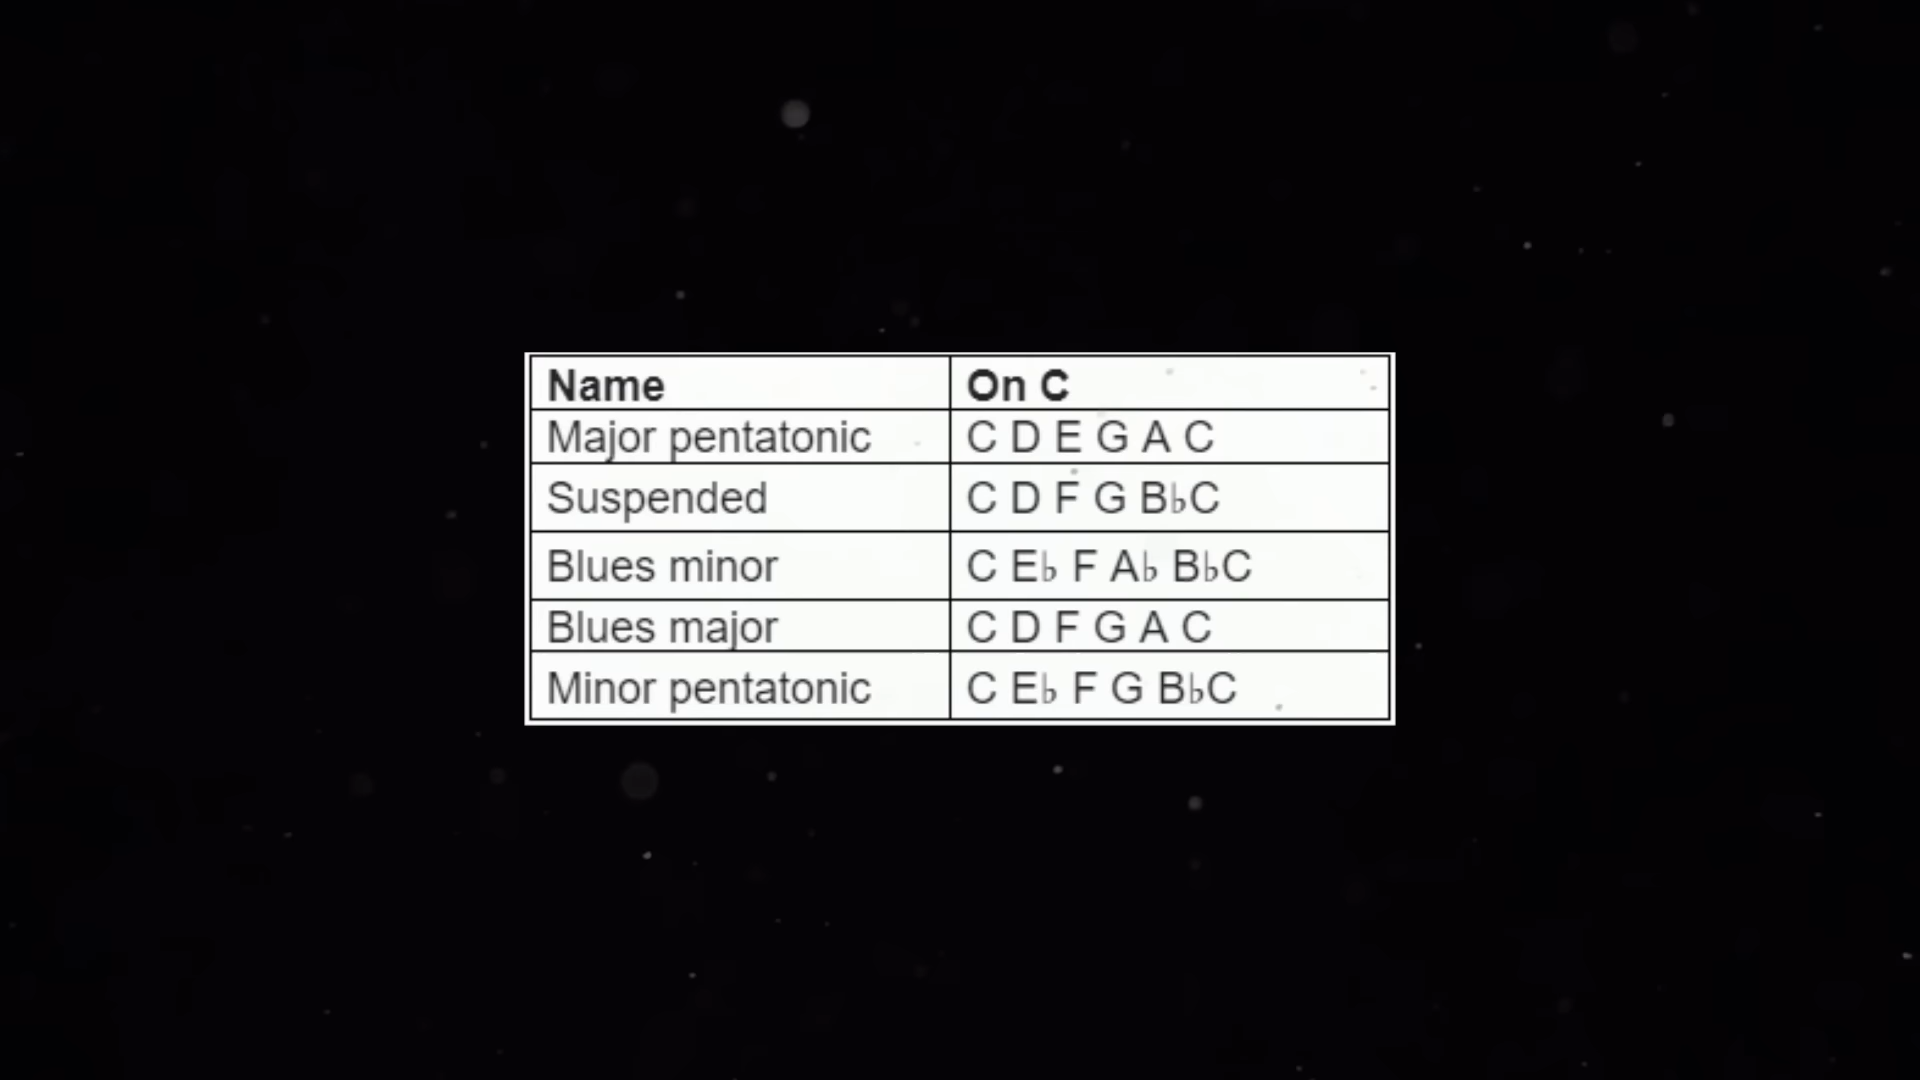 Name On C
Major pentatonic C D E G A C
Suspended C D F G B♭C
Blues minor C E♭ F A♭ B♭C
Blues major C D F G A C
Minor pentatonic C E♭ F G B♭C